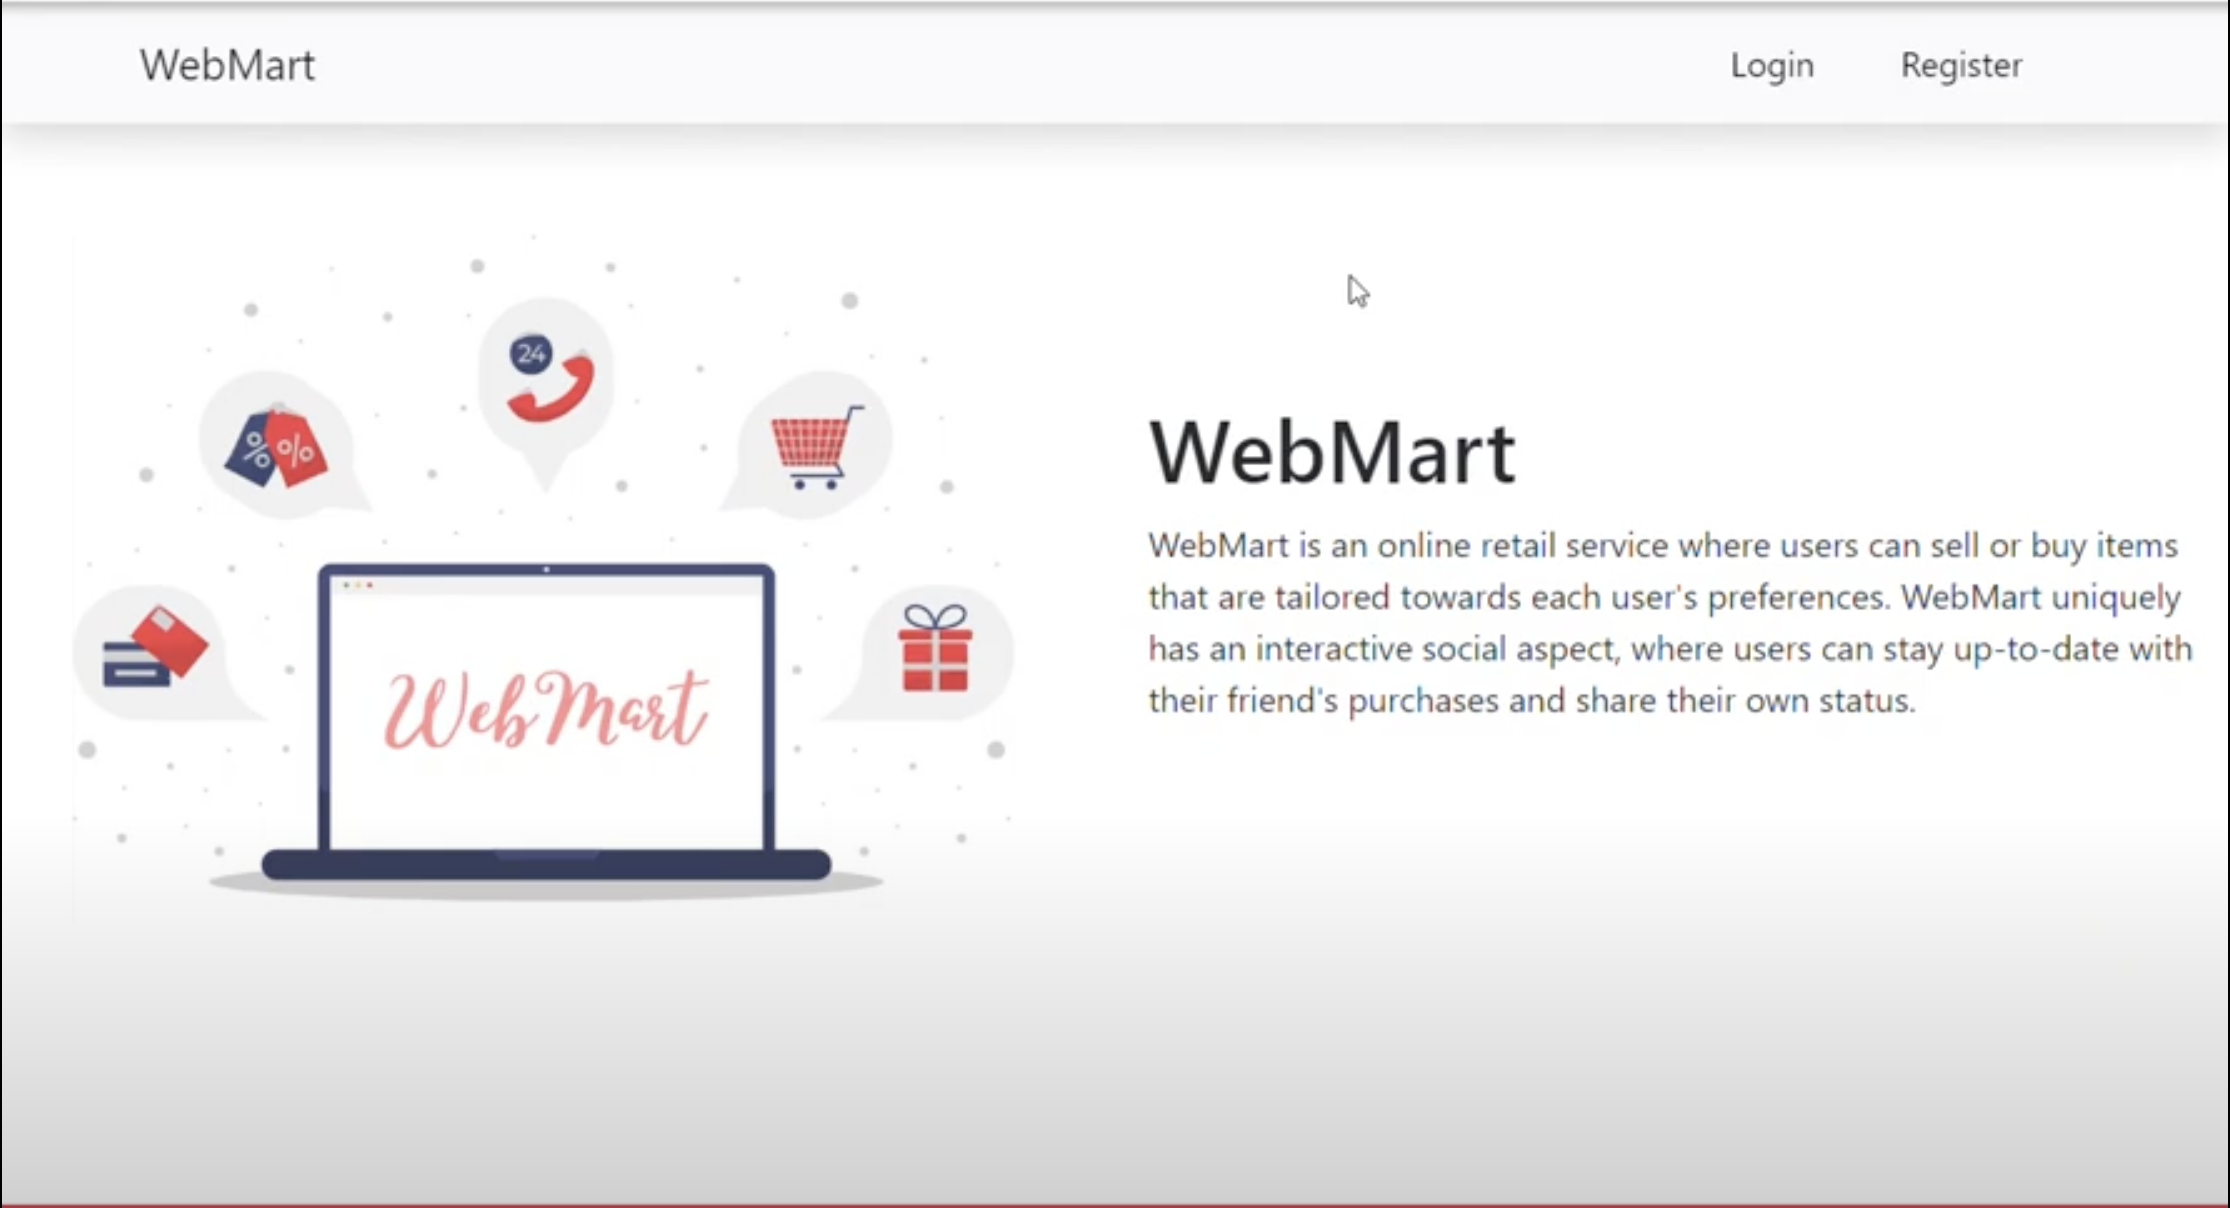 WebMart
Login
Register
24
% %
WebMart
WebMart
WebMart is an online retail service where users can sell or buy items
that are tailored towards each user's preferences. WebMart uniquely
has an interactive social aspect, where users can stay up-to-date with
their friend's purchases and share their own status.